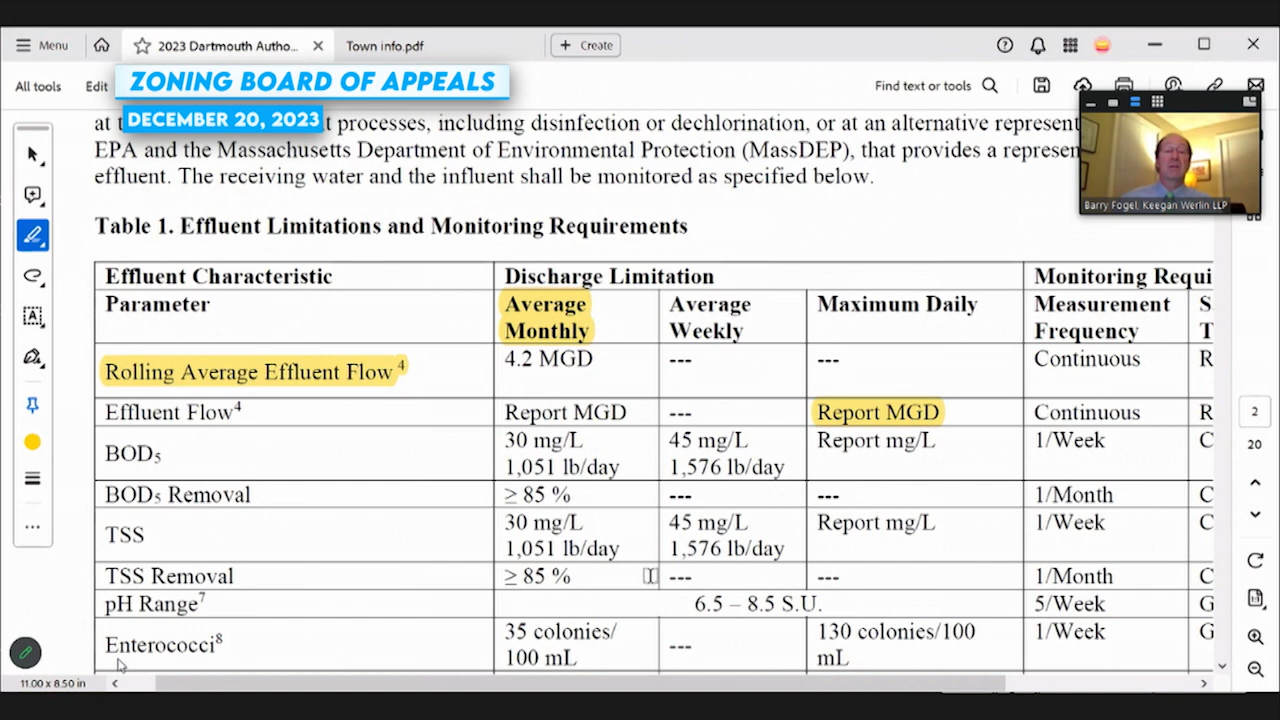 Menu
2023 Dartmouth Autho...
Town info.pdf
Create
All tools
Edit
ZONING BOARD OF APPEALS
Find text or tools
DECEMBER 20, 2023
at t processes, including disinfection or dechlorination, or at an alternative represent
EPA and the Massachusetts Department of Environmental Protection (MassDEP), that provides a represen
effluent. The receiving water and the influent shall be monitored as specified below.
Barry Fogel, Keegan Werlin LLP
Table 1. Effluent Limitations and Monitoring Requirements
Effluent Characteristic Discharge Limitation Monitoring Requi
Parameter Average Monthly Average Weekly Maximum Daily Measurement Frequency S T
Rolling Average Effluent Flow 4 4.2 MGD --- --- Continuous R
Effluent Flow4 Report MGD --- Report MGD Continuous R
BOD5 30 mg/L 1,051 lb/day 45 mg/L 1,576 lb/day Report mg/L 1/Week C
BOD5 Removal ≥ 85 % --- --- 1/Month C
TSS 30 mg/L 1,051 lb/day 45 mg/L 1,576 lb/day Report mg/L 1/Week C
TSS Removal ≥ 85 % --- --- 1/Month C
pH Range7 6.5 – 8.5 S.U. 5/Week G
Enterococci8 35 colonies/ 100 mL --- 130 colonies/100 mL 1/Week G
2
20
11.00 x 8.50 in